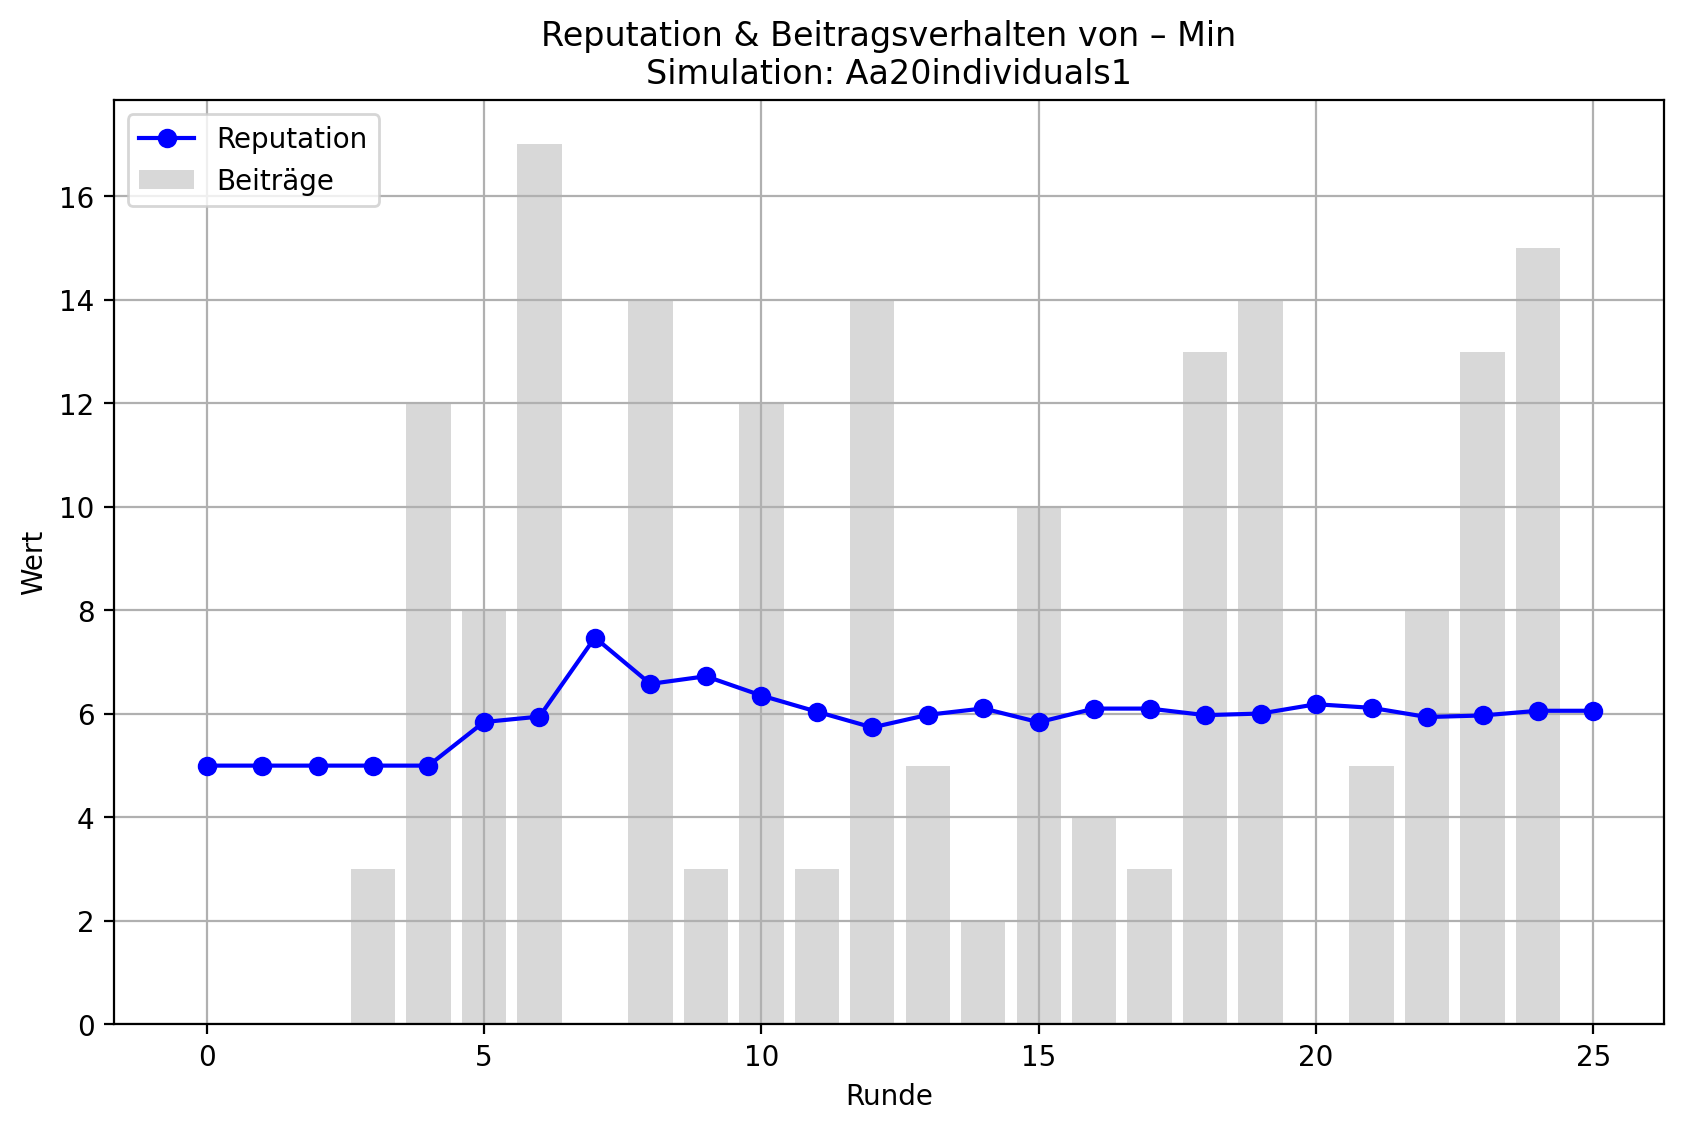 Reputation & Beitragsverhalten von – Min
Simulation: Aa20individuals1
Reputation
Beiträge
Wert
16
14
12
10
8
6
4
2
0
0 5 10 15 20 25
Runde